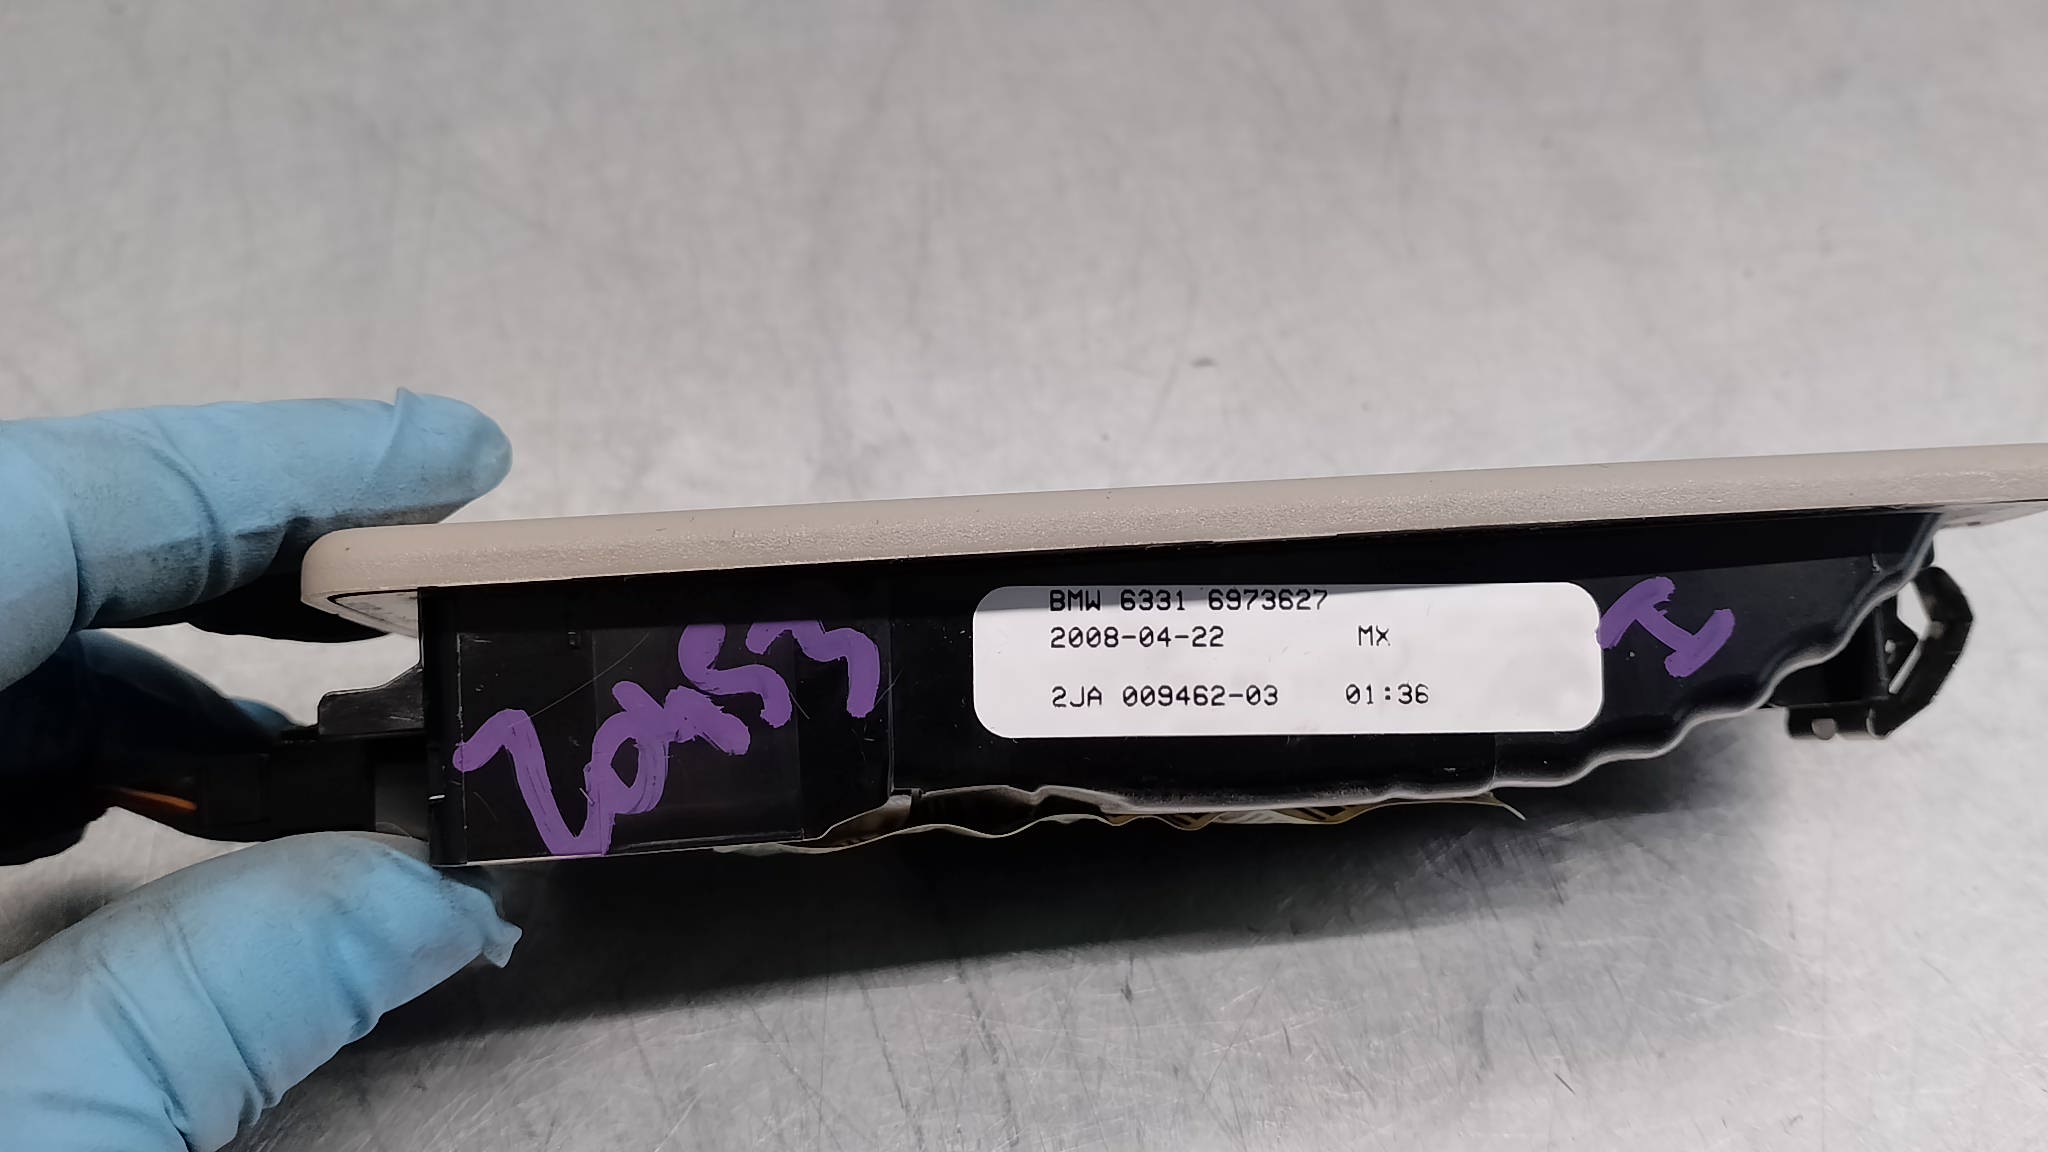 BMW 6331 6973627
2008-04-22 MX
2JA 009462-03 01:36